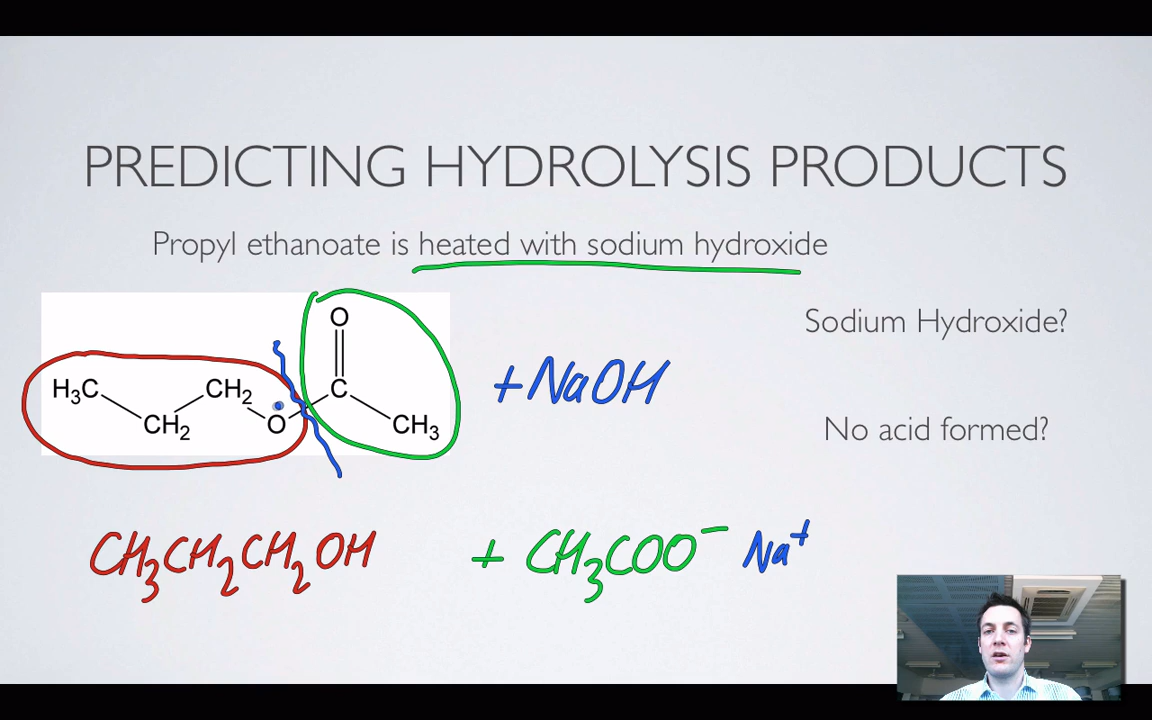 PREDICTING HYDROLYSIS PRODUCTS
Propyl ethanoate is heated with sodium hydroxide
Sodium Hydroxide?
O
H₃C CH₂ C
+ NaOH
CH₂ O CH₃
No acid formed?
CH₃CH₂CH₂OH + CH₃COO⁻ Na⁺